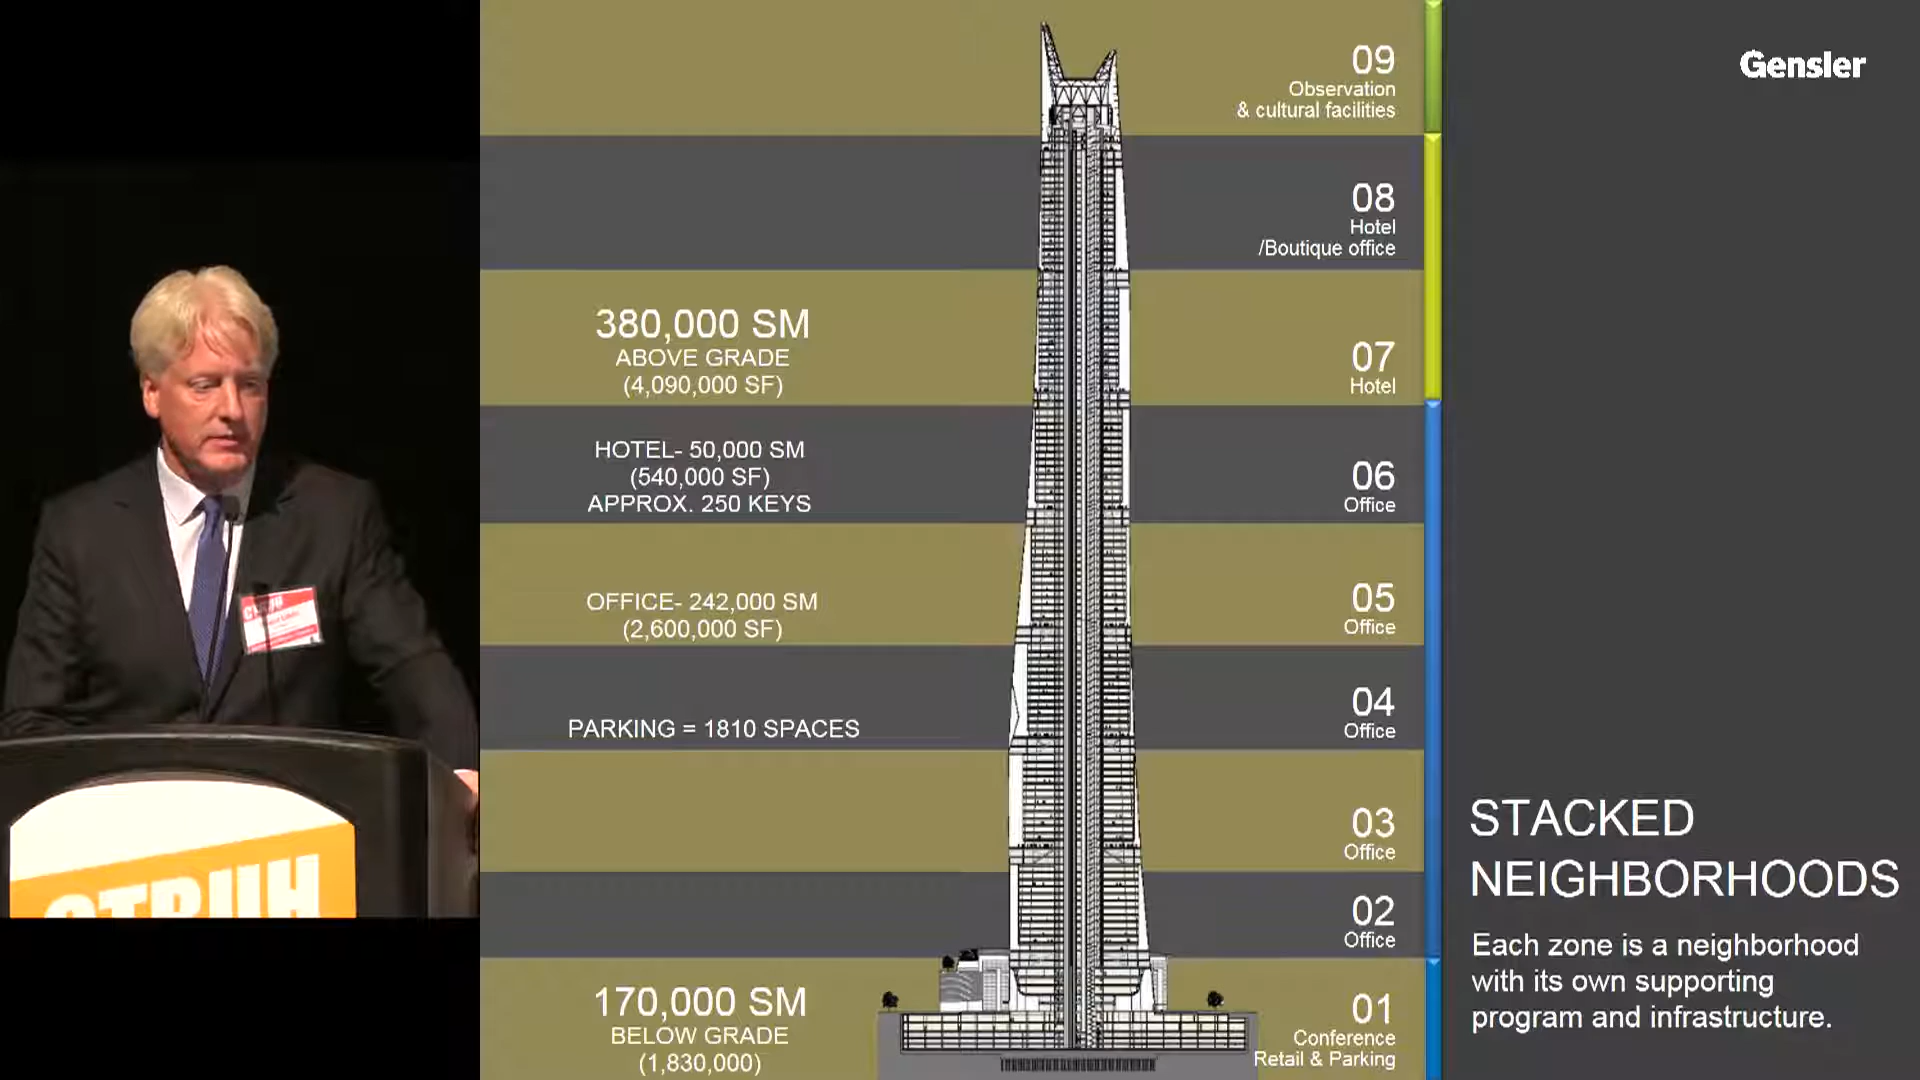 Gensler
09
Observation
& cultural facilities
08
Hotel
/Boutique office
380,000 SM
ABOVE GRADE
(4,090,000 SF)
07
Hotel
HOTEL- 50,000 SM
(540,000 SF)
APPROX. 250 KEYS
06
Office
OFFICE- 242,000 SM
(2,600,000 SF)
05
Office
PARKING = 1810 SPACES
04
Office
03
Office
02
Office
170,000 SM
BELOW GRADE
(1,830,000)
01
Conference
Retail & Parking
STACKED
NEIGHBORHOODS
Each zone is a neighborhood
with its own supporting
program and infrastructure.
CTBUH